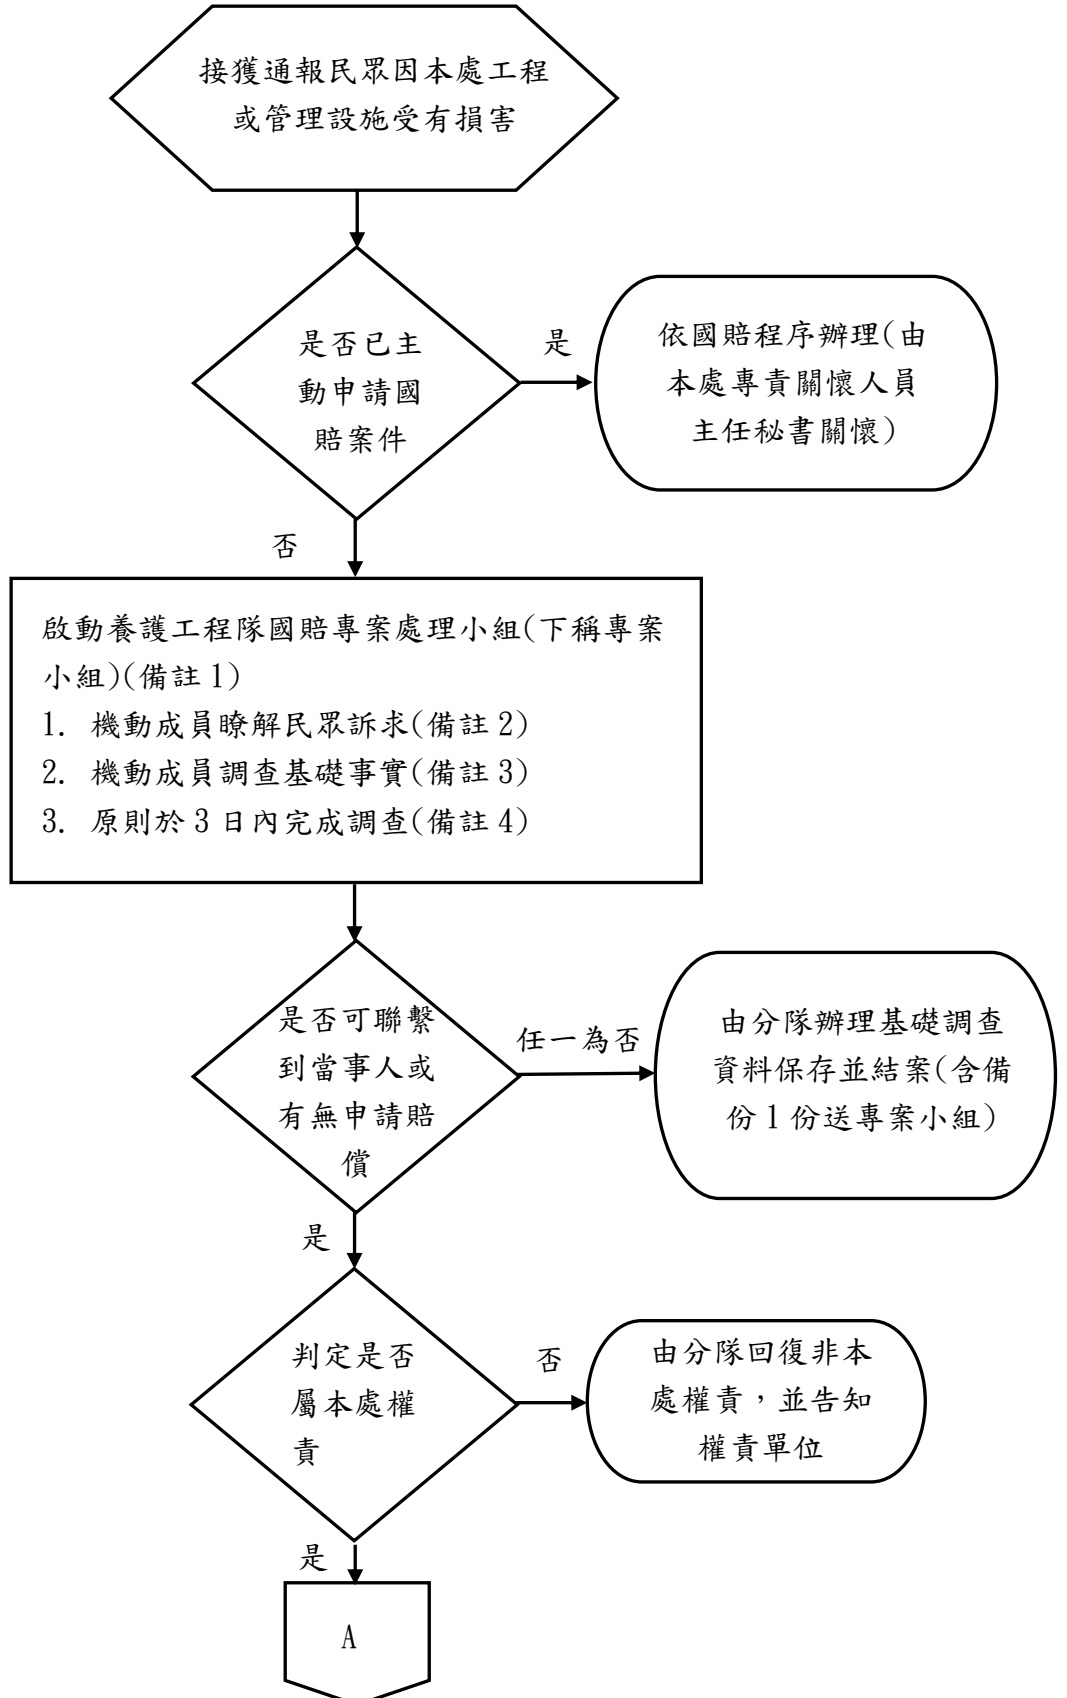 接獲通報民眾因本處工程
或管理設施受有損害
是否已主
動申請國
賠案件
是
依國賠程序辦理(由
本處專責關懷人員
主任秘書關懷)
否
啟動養護工程隊國賠專案處理小組(下稱專案
小組)(備註1)
1. 機動成員瞭解民眾訴求(備註2)
2. 機動成員調查基礎事實(備註3)
3. 原則於3日內完成調查(備註4)
是否可聯繫
到當事人或
有無申請賠
償
任一為否
由分隊辦理基礎調查
資料保存並結案(含備
份1份送專案小組)
是
判定是否
屬本處權
責
否
由分隊回復非本
處權責，並告知
權責單位
是
A